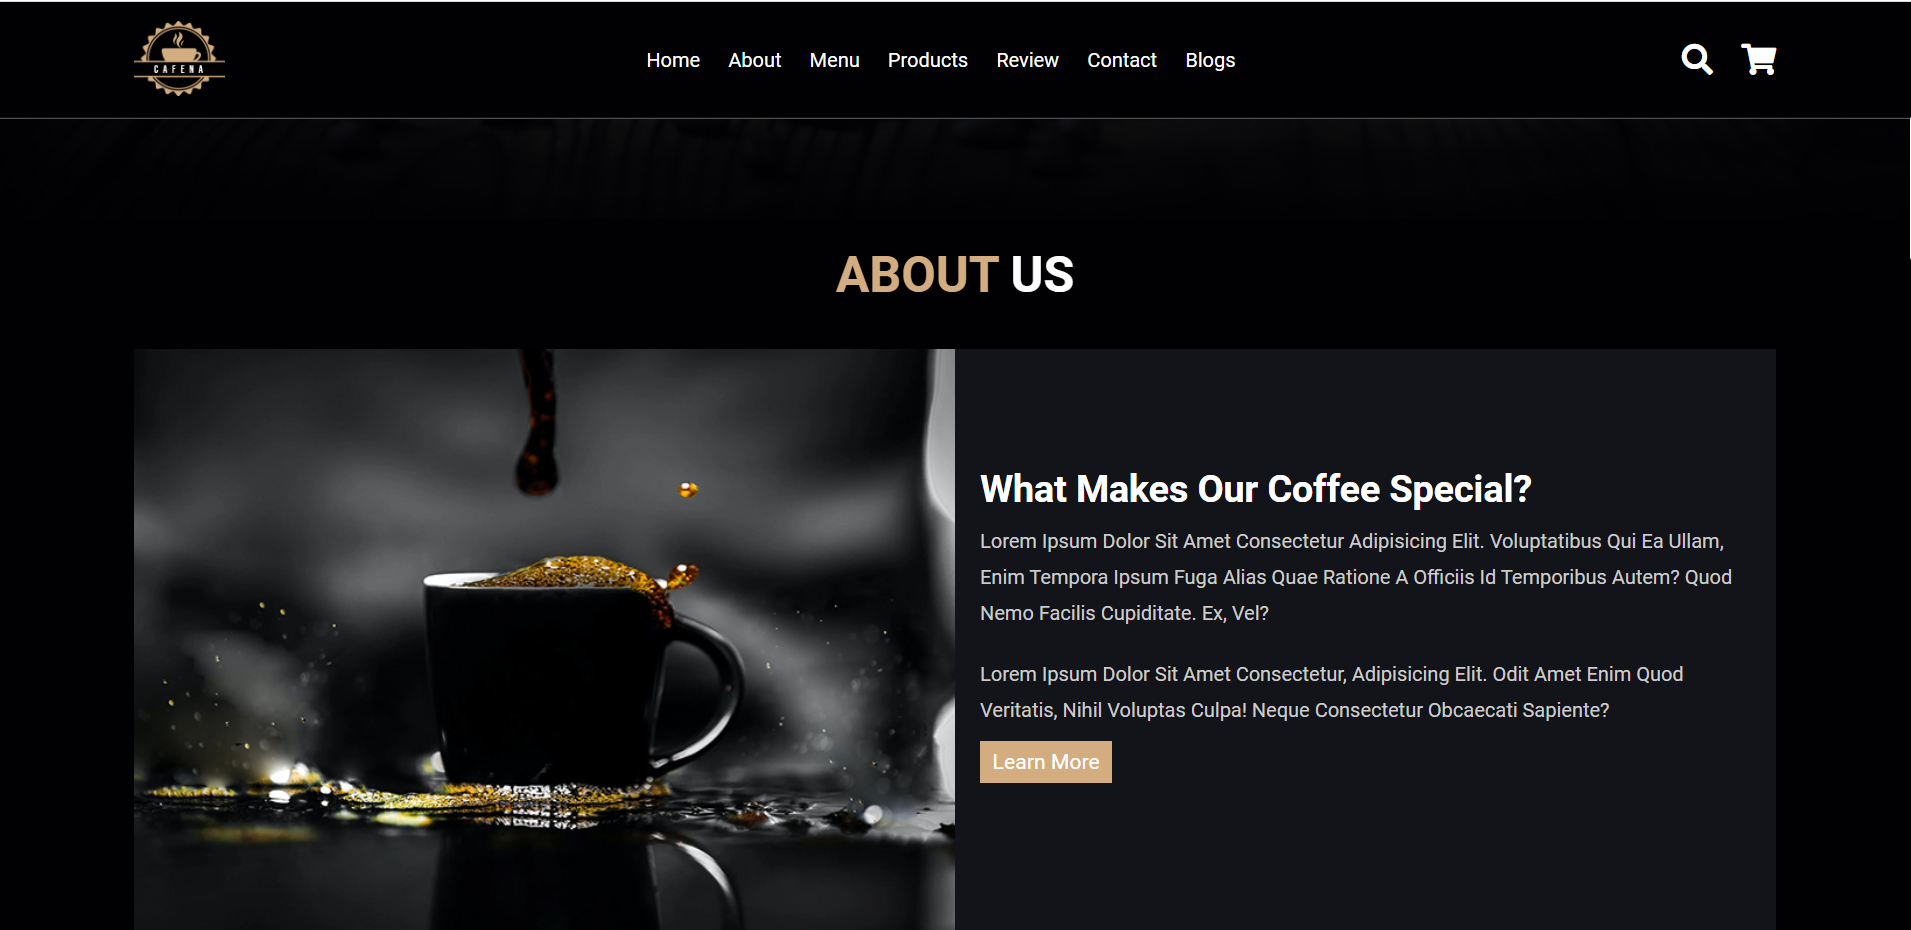 CAFENA
Home About Menu Products Review Contact Blogs
ABOUT US
What Makes Our Coffee Special?
Lorem Ipsum Dolor Sit Amet Consectetur Adipisicing Elit. Voluptatibus Qui Ea Ullam,
Enim Tempora Ipsum Fuga Alias Quae Ratione A Officiis Id Temporibus Autem? Quod
Nemo Facilis Cupiditate. Ex, Vel?
Lorem Ipsum Dolor Sit Amet Consectetur, Adipisicing Elit. Odit Amet Enim Quod
Veritatis, Nihil Voluptas Culpa! Neque Consectetur Obcaecati Sapiente?
Learn More